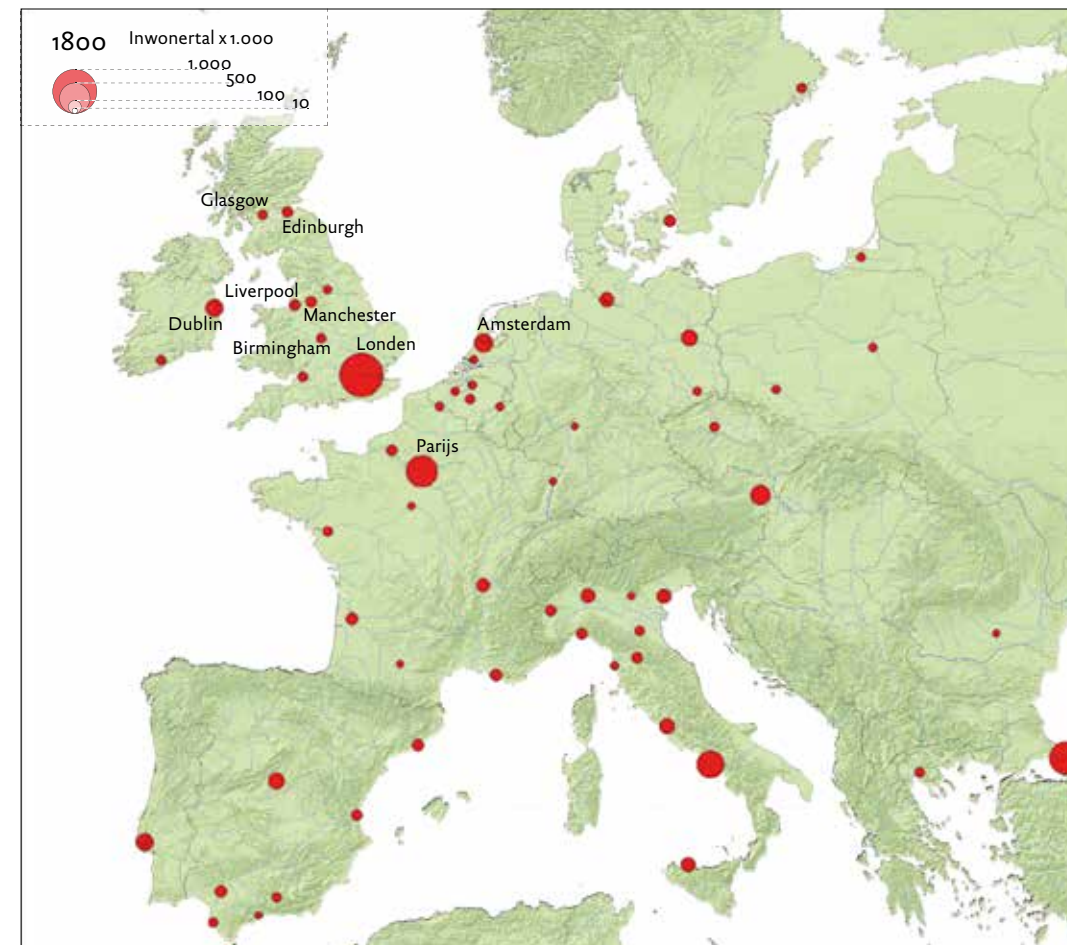 1800 Inwonertal x 1.000
1.000
500
100
10
Glasgow
Edinburgh
Liverpool
Manchester
Dublin
Birmingham
Londen
Amsterdam
Parijs